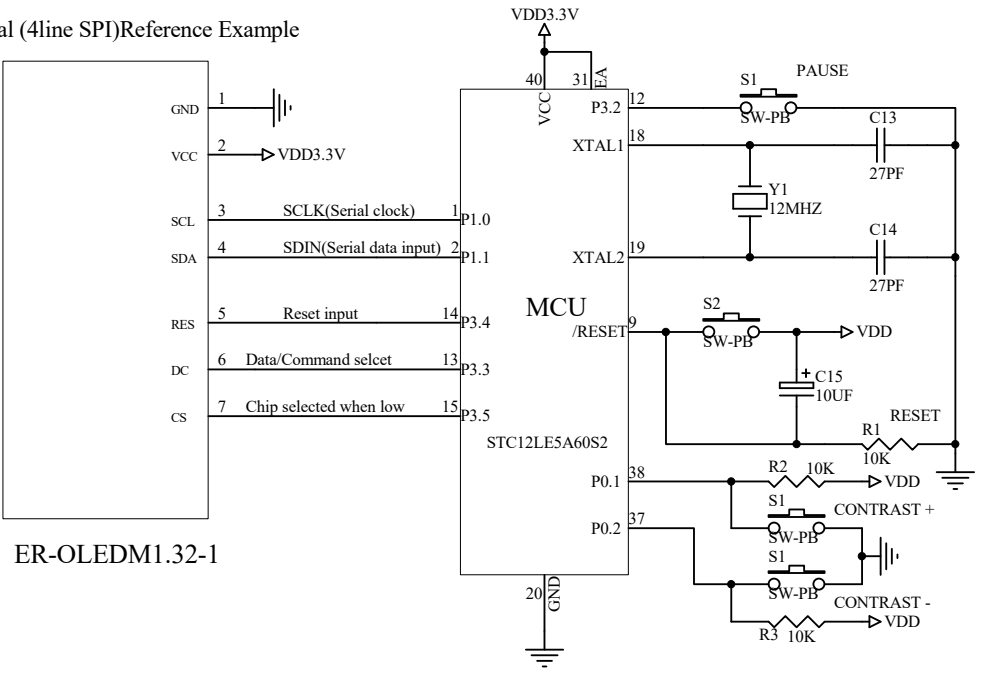 al (4line SPI)Reference Example
VDD3.3V
40
31
EA
VCC
GND 1
VCC 2 VDD3.3V
SCL 3 SCLK(Serial clock) 1 P1.0
SDA 4 SDIN(Serial data input) 2 P1.1
RES 5 Reset input 14 P3.4
DC 6 Data/Command selcet 13 P3.3
CS 7 Chip selected when low 15 P3.5
ER-OLEDM1.32-1
MCU
STC12LE5A60S2
P3.2 12
S1 PAUSE
SW-PB
XTAL1 18
C13
27PF
Y1
12MHZ
XTAL2 19
C14
27PF
/RESET 9
S2
SW-PB
VDD
+
C15
10UF
RESET
R1
10K
P0.1 38
R2 10K VDD
S1 CONTRAST +
SW-PB
P0.2 37
S1
SW-PB
CONTRAST -
R3 10K VDD
20
GND